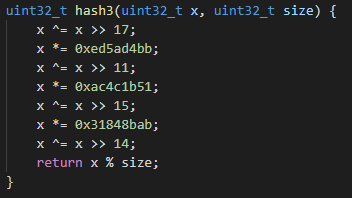 uint32_t hash3(uint32_t x, uint32_t size) {
x ^= x >> 17;
x *= 0xed5ad4bb;
x ^= x >> 11;
x *= 0xac4c1b51;
x ^= x >> 15;
x *= 0x31848bab;
x ^= x >> 14;
return x % size;
}